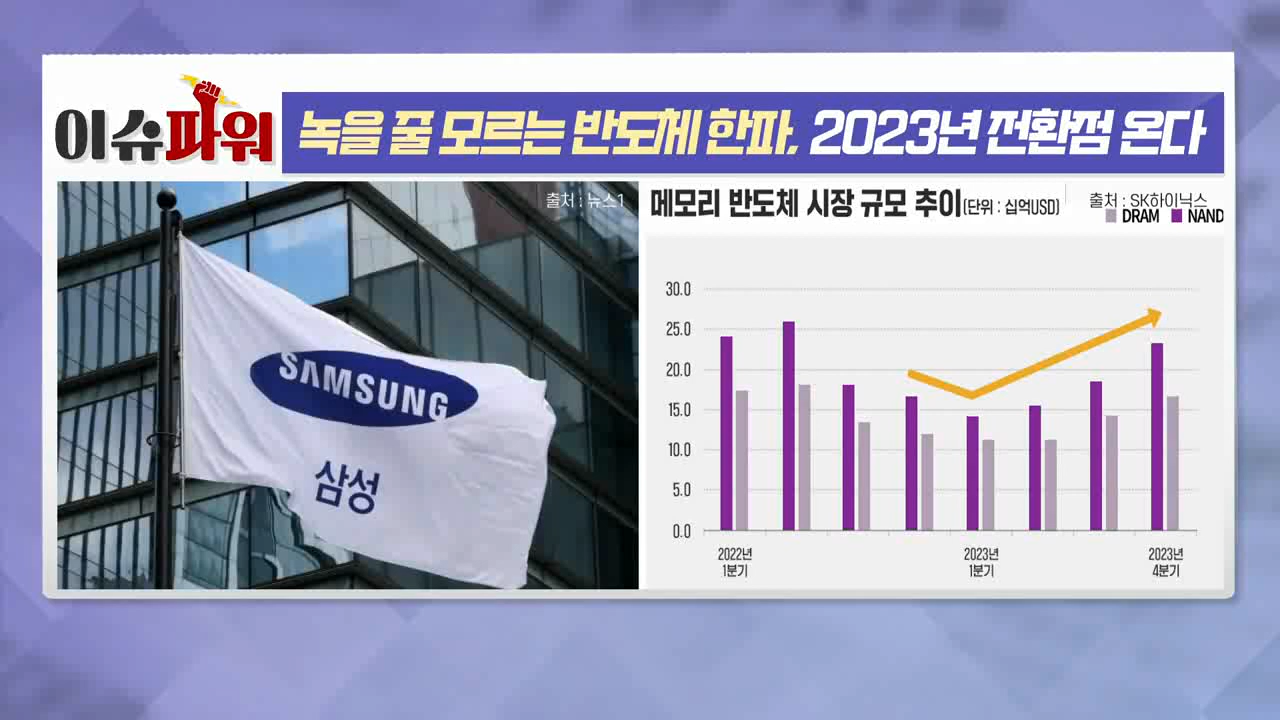 이슈파워
녹을 줄 모르는 반도체 한파, 2023년 전환점 온다
출처 : 뉴스1
SAMSUNG
삼성
메모리 반도체 시장 규모 추이(단위 : 십억USD)
출처 : SK하이닉스
DRAM NAND
30.0
25.0
20.0
15.0
10.0
5.0
0.0
2022년
1분기
2023년
1분기
2023년
4분기